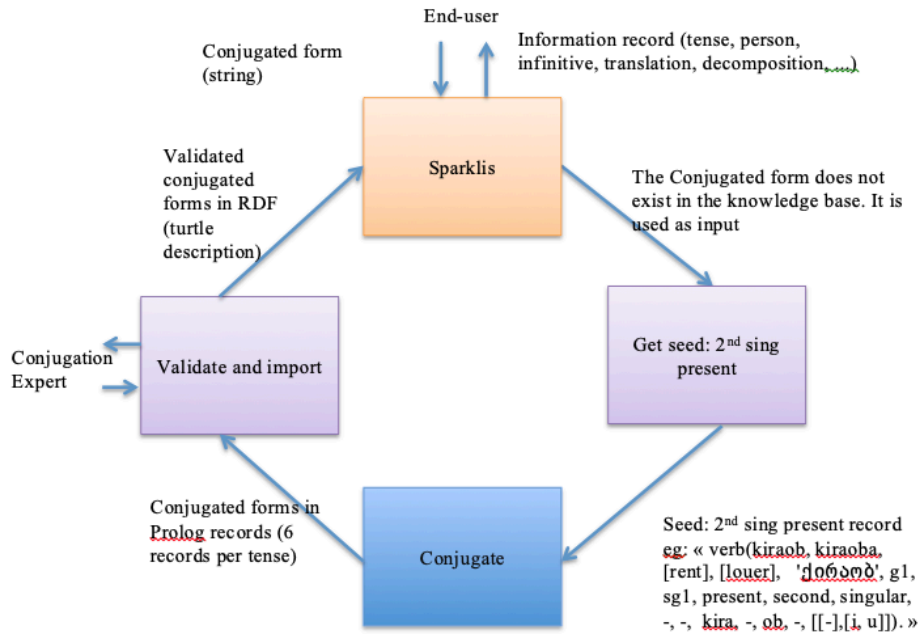 End-user
Conjugated form
(string)
Information record (tense, person,
infinitive, translation, decomposition, ...)
Sparklis
Validated
conjugated
forms in RDF
(turtle
description)
The Conjugated form does not
exist in the knowledge base. It is
used as input
Conjugation
Expert
Validate and import
Get seed: 2nd sing
present
Conjugated forms in
Prolog records (6
records per tense)
Conjugate
Seed: 2nd sing present record
eg: « verb(kiraob, kiraoba,
[rent], [louer], 'ქირაობ', g1,
sg1, present, second, singular,
-, -, kira, -, ob, -, [[-],[i, u]]). »